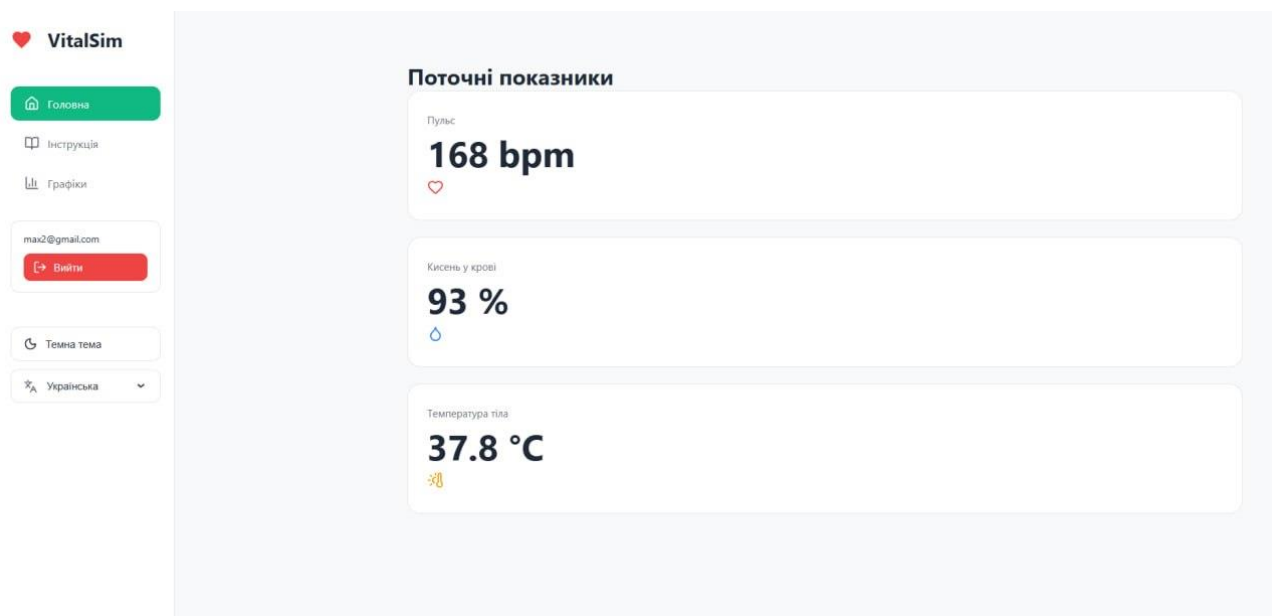 VitalSim
Головна
Інструкція
Графіки
max2@gmail.com
Вийти
Темна тема
Українська
Поточні показники
Пульс
168 bpm
Кисень у крові
93 %
Температура тіла
37.8 °C